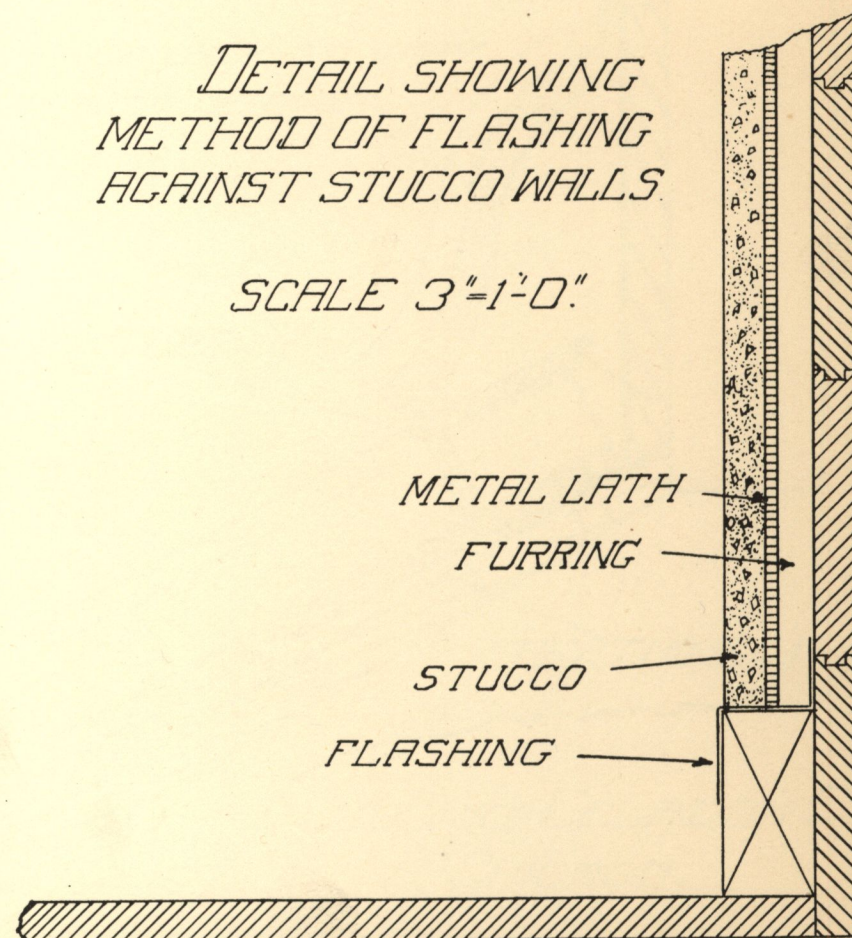 DETAIL SHOWING
METHOD OF FLASHING
AGAINST STUCCO WALLS.
SCALE 3"=1'-0".
METAL LATH
FURRING
STUCCO
FLASHING